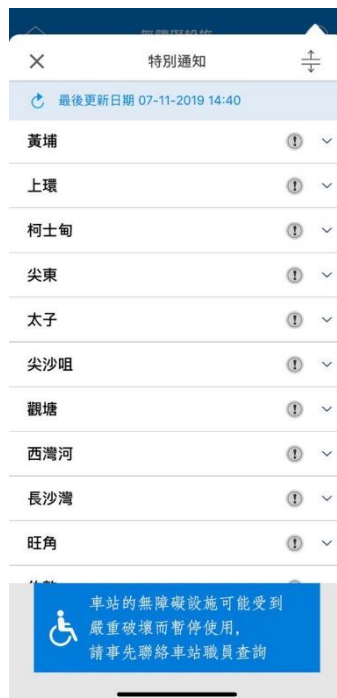 特別通知
最後更新日期 07-11-2019 14:40
黃埔
上環
柯士甸
尖東
太子
尖沙咀
觀塘
西灣河
長沙灣
旺角
車站的無障礙設施可能受到
嚴重破壞而暫停使用,
請事先聯絡車站職員查詢